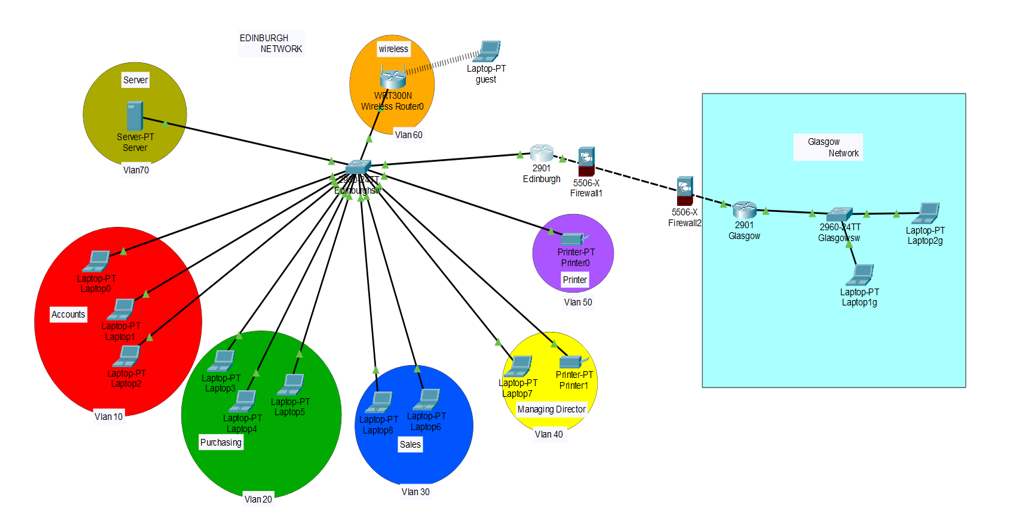 EDINBURGH
NETWORK
wireless
Laptop-PT
guest
WRT300N
Wireless Router0
Vlan 60
Server
Server-PT
Server
Vlan70
2960-24TT
Edinburghsw
2901
Edinburgh
5506-X
Firewall1
5506-X
Firewall2
Glasgow
Network
2901
Glasgow
2960-24TT
Glasgowsw
Laptop-PT
Laptop2g
Laptop-PT
Laptop1g
Printer-PT
Printer0
Printer
Vlan 50
Laptop-PT
Laptop0
Accounts
Laptop-PT
Laptop1
Laptop-PT
Laptop2
Vlan 10
Laptop-PT
Laptop3
Laptop-PT
Laptop4
Laptop-PT
Laptop5
Purchasing
Vlan 20
Laptop-PT
Laptop8
Laptop-PT
Laptop6
Sales
Vlan 30
Laptop-PT
Laptop7
Printer-PT
Printer1
Managing Director
Vlan 40